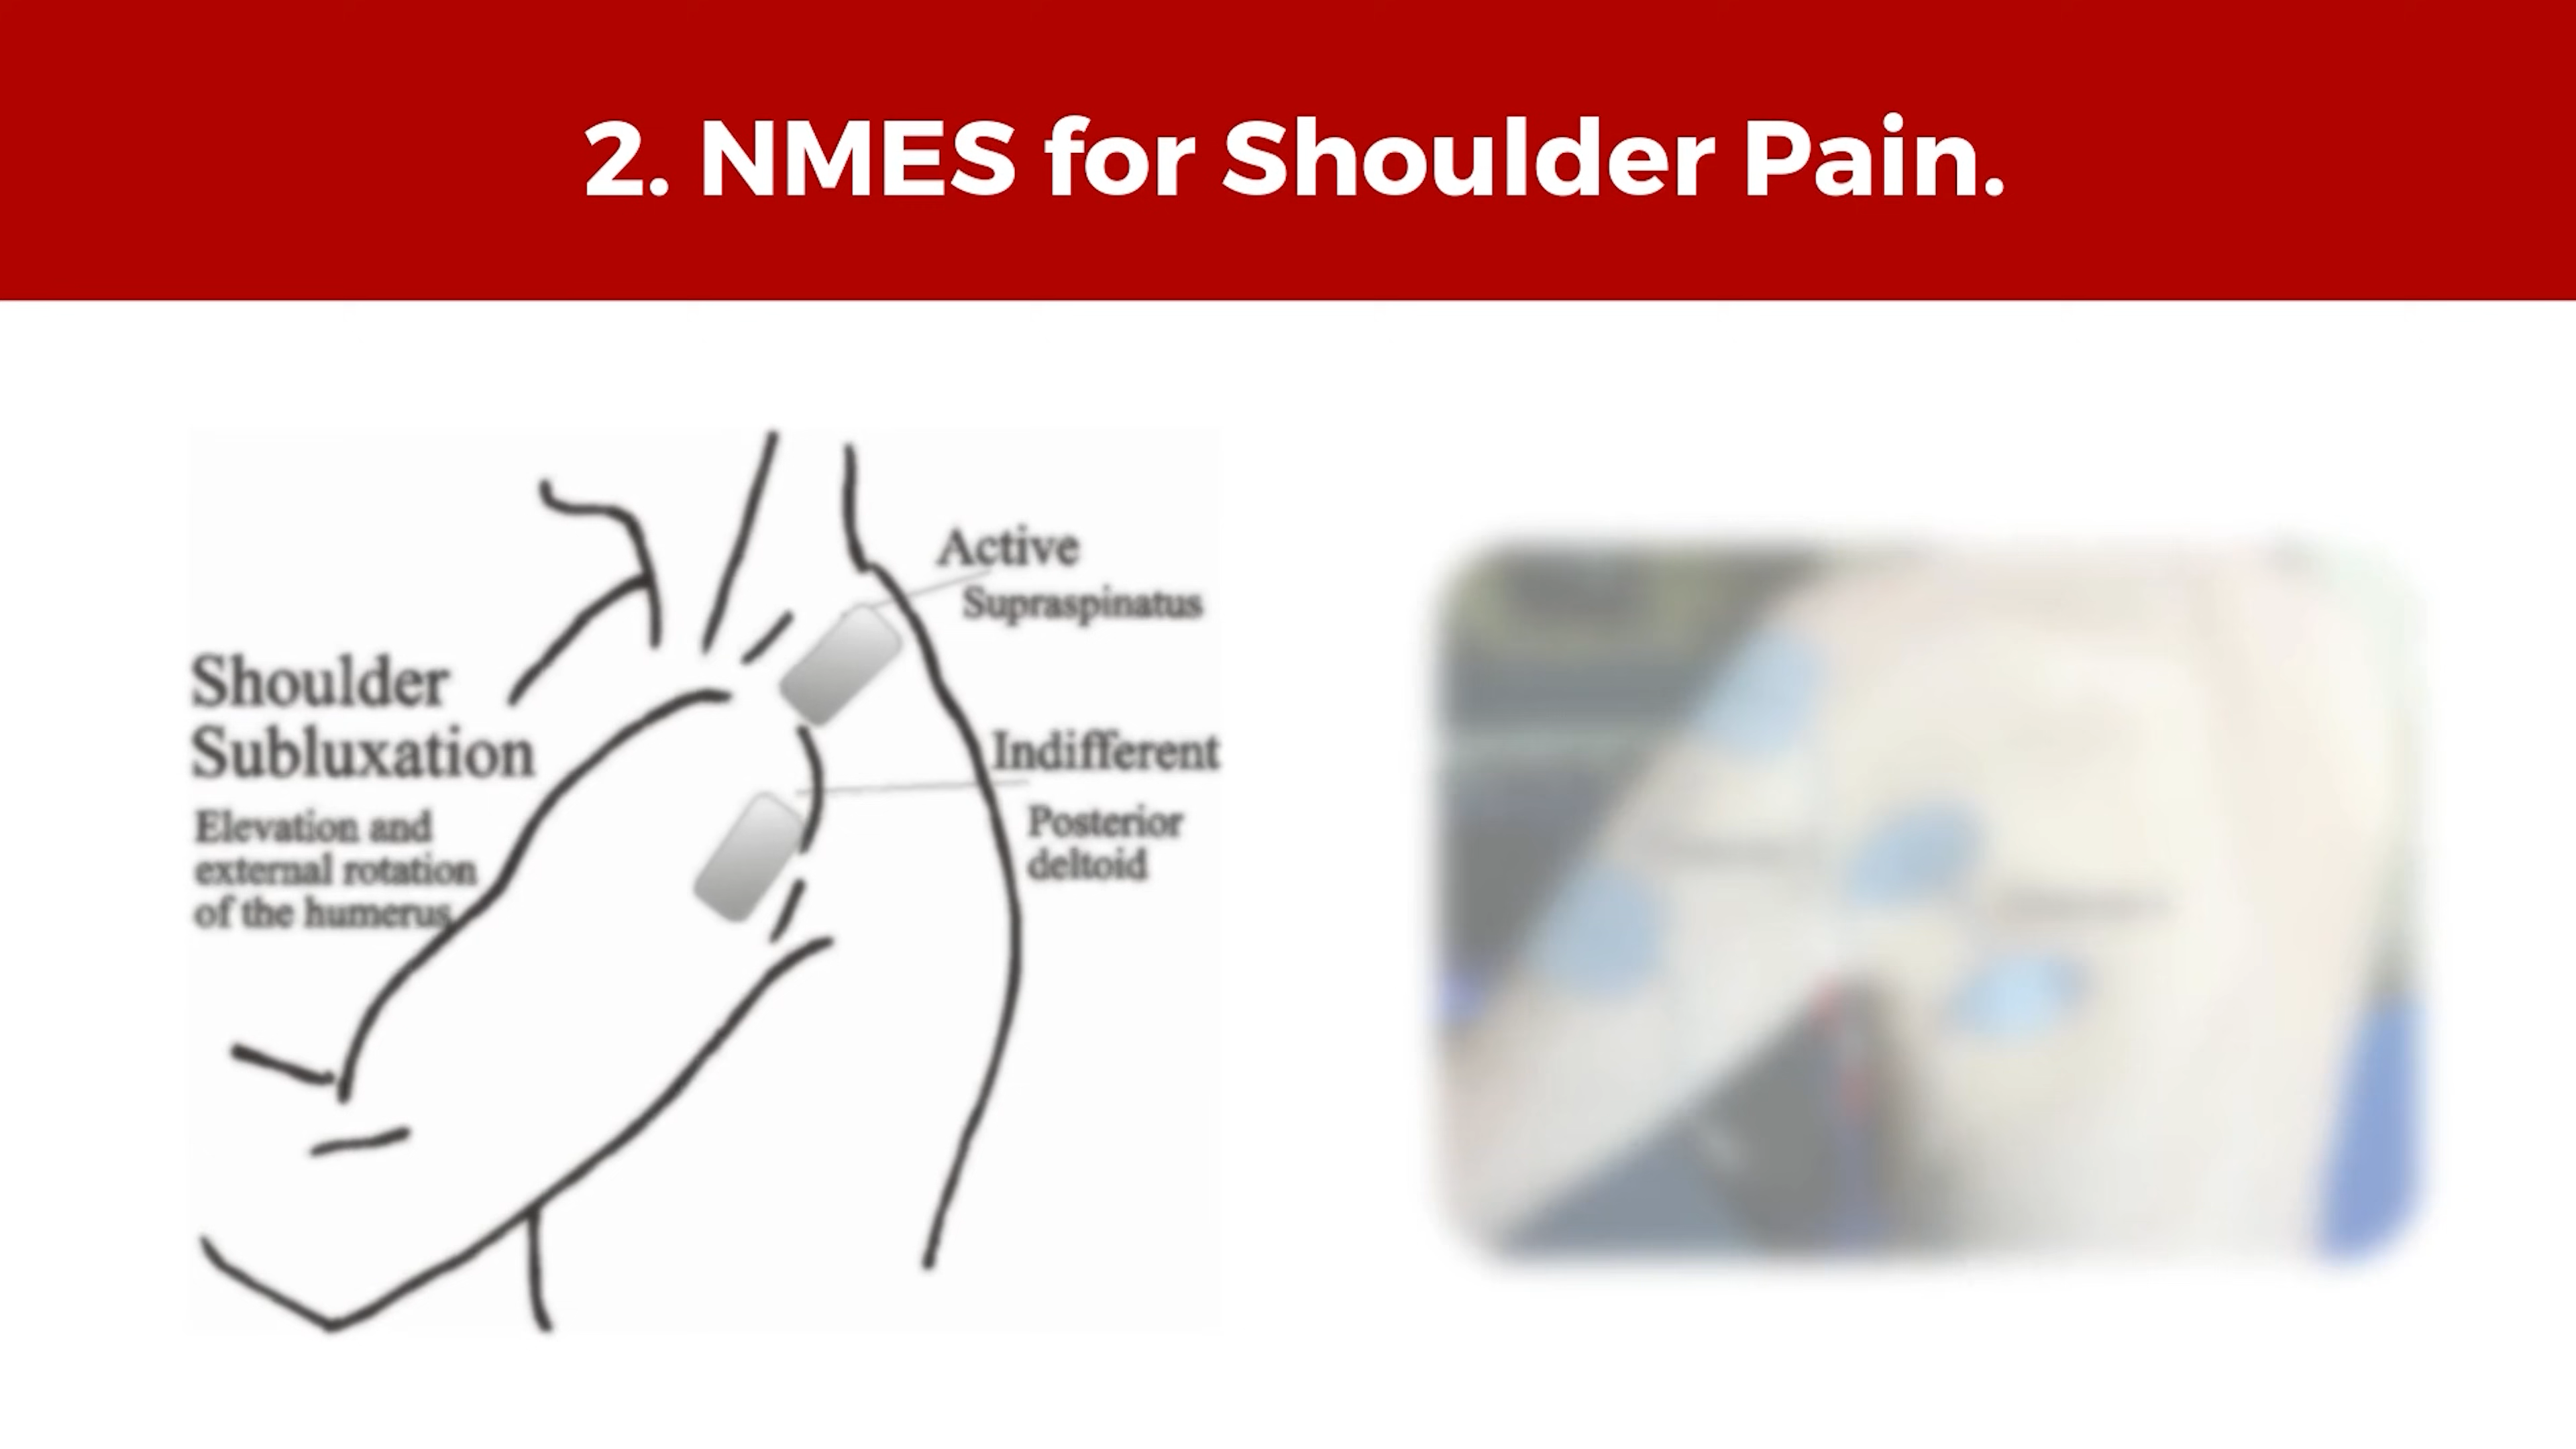 2. NMES for Shoulder Pain.
Active
Supraspinatus
Shoulder
Subluxation
Indifferent
Elevation and
external rotation
of the humerus
Posterior
deltoid